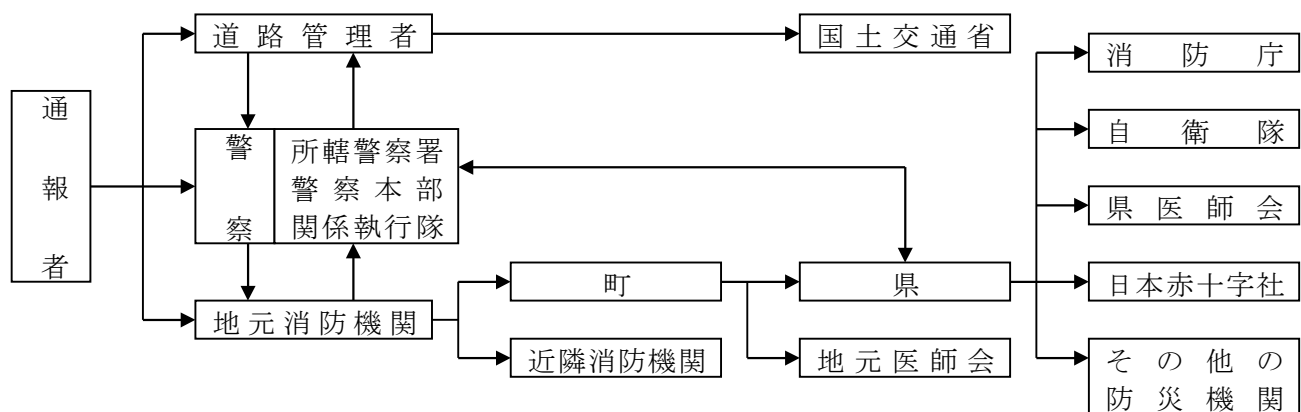 通報者
道路管理者
警察
所轄警察署
警察本部
関係執行隊
地元消防機関
町
近隣消防機関
国土交通省
県
地元医師会
消防庁
自衛隊
県医師会
日本赤十字社
その他の
防災機関